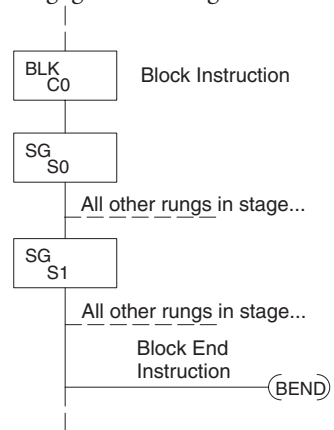 BLK
C0
Block Instruction
SG
S0
All other rungs in stage...
SG
S1
All other rungs in stage...
Block End
Instruction
BEND